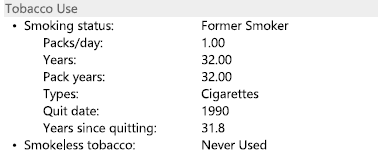 Tobacco Use
• Smoking status: Former Smoker
Packs/day: 1.00
Years: 32.00
Pack years: 32.00
Types: Cigarettes
Quit date: 1990
Years since quitting: 31.8
• Smokeless tobacco: Never Used